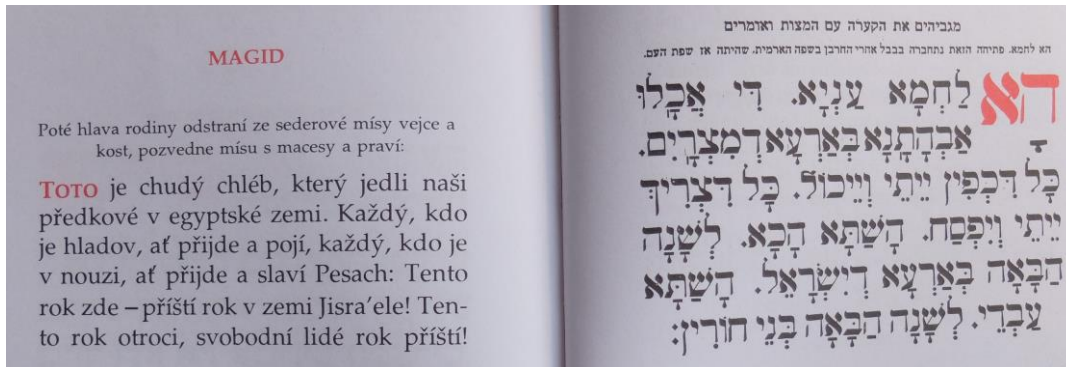 MAGID
Poté hlava rodiny odstraní ze sederové mísy vejce a
kost, pozvedne mísu s macesy a praví:
TOTO je chudý chléb, který jedli naši
předkové v egyptské zemi. Každý, kdo
je hladov, ať přijde a pojí, každý, kdo je
v nouzi, ať přijde a slaví Pesach: Tento
rok zde – příští rok v zemi Jisra’ele! Ten-
to rok otroci, svobodní lidé rok příští!
מגביהים את הקערה עם המצות ואומרים
הא לחמא. פתיחה הזאת נתחברה בבבל אחרי החרבן בשפה הארמית, שהיתה אז שפת העם.
הָא לַחְמָא עַנְיָא. דִּי אֲכָלוּ
אַבְהָתָנָא בְּאַרְעָא דְמִצְרָיִם.
כָּל דִּכְפִין יֵיתֵי וְיֵיכוֹל. כָּל דִּצְרִיךְ
יֵיתֵי וְיִפְסַח. הָשַׁתָּא הָכָא. לְשָׁנָה
הַבָּאָה בְּאַרְעָא דְיִשְׂרָאֵל. הָשַׁתָּא
עַבְדֵי. לְשָׁנָה הַבָּאָה בְּנֵי חוֹרִין: